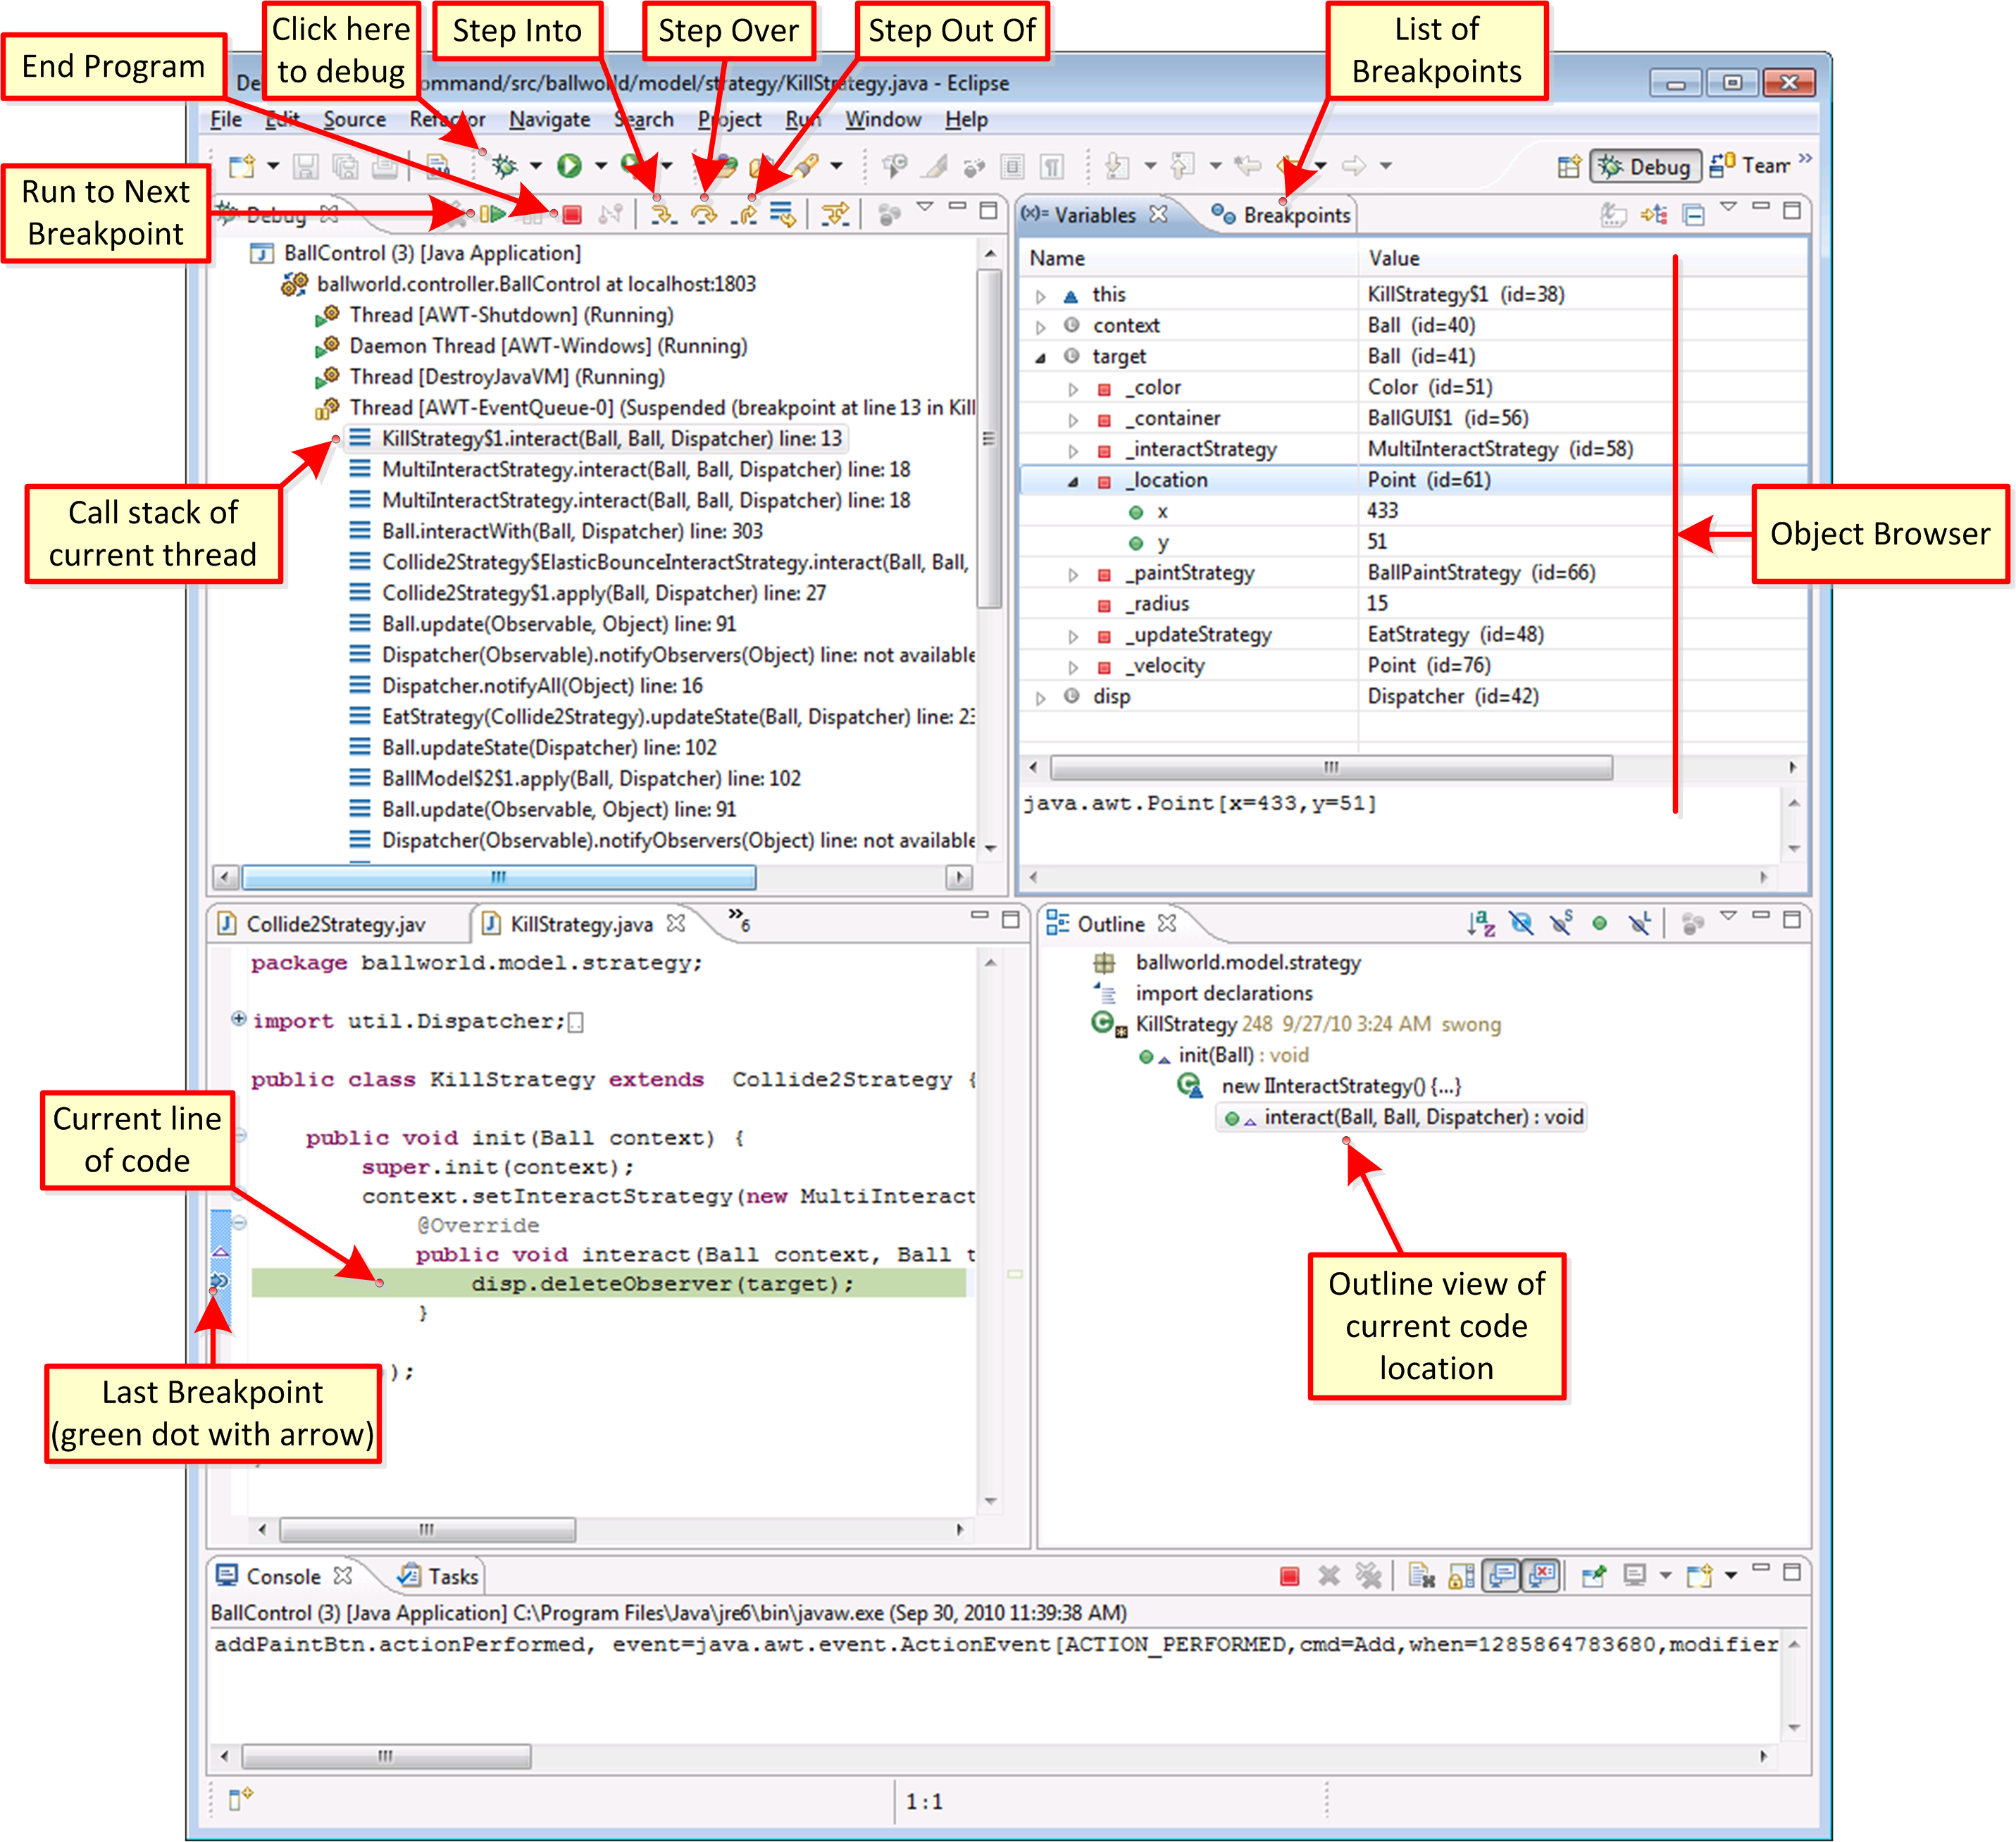 End Program
Click here
to debug
Step Into
Step Over
Step Out Of
List of
Breakpoints
ommand/src/ballworld/model/strategy/KillStrategy.java - Eclipse
File Edit Source Refactor Navigate Search Project Run Window Help
Run to Next
Breakpoint
Debug
Team
Debug
BallControl (3) [Java Application]
ballworld.controller.BallControl at localhost:1803
Thread [AWT-Shutdown] (Running)
Daemon Thread [AWT-Windows] (Running)
Thread [DestroyJavaVM] (Running)
Thread [AWT-EventQueue-0] (Suspended (breakpoint at line 13 in Kill
KillStrategy$1.interact(Ball, Ball, Dispatcher) line: 13
MultiInteractStrategy.interact(Ball, Ball, Dispatcher) line: 18
MultiInteractStrategy.interact(Ball, Ball, Dispatcher) line: 18
Ball.interactWith(Ball, Dispatcher) line: 303
Collide2Strategy$ElasticBounceInteractStrategy.interact(Ball, Ball,
Collide2Strategy$1.apply(Ball, Dispatcher) line: 27
Ball.update(Observable, Object) line: 91
Dispatcher(Observable).notifyObservers(Object) line: not available
Dispatcher.notifyAll(Object) line: 16
EatStrategy(Collide2Strategy).updateState(Ball, Dispatcher) line: 23
Ball.updateState(Dispatcher) line: 102
BallModel$2$1.apply(Ball, Dispatcher) line: 102
Ball.update(Observable, Object) line: 91
Dispatcher(Observable).notifyObservers(Object) line: not available
Call stack of
current thread
(x)= Variables Breakpoints
Name Value
this KillStrategy$1 (id=38)
context Ball (id=40)
target Ball (id=41)
_color Color (id=51)
_container BallGUI$1 (id=56)
_interactStrategy MultiInteractStrategy (id=58)
_location Point (id=61)
x 433
y 51
_paintStrategy BallPaintStrategy (id=66)
_radius 15
_updateStrategy EatStrategy (id=48)
_velocity Point (id=76)
disp Dispatcher (id=42)
java.awt.Point[x=433,y=51]
Object Browser
Collide2Strategy.jav KillStrategy.java »6
package ballworld.model.strategy;
import util.Dispatcher;
public class KillStrategy extends Collide2Strategy {
public void init(Ball context) {
super.init(context);
context.setInteractStrategy(new MultiInteract
@Override
public void interact(Ball context, Ball t
disp.deleteObserver(target);
}
);
Current line
of code
Last Breakpoint
(green dot with arrow)
Outline
ballworld.model.strategy
import declarations
KillStrategy 248 9/27/10 3:24 AM swong
init(Ball) : void
new IInteractStrategy() {...}
interact(Ball, Ball, Dispatcher) : void
Outline view of
current code
location
Console Tasks
BallControl (3) [Java Application] C:\Program Files\Java\jre6\bin\javaw.exe (Sep 30, 2010 11:39:38 AM)
addPaintBtn.actionPerformed, event=java.awt.event.ActionEvent[ACTION_PERFORMED,cmd=Add,when=1285864783680,modifier
1:1